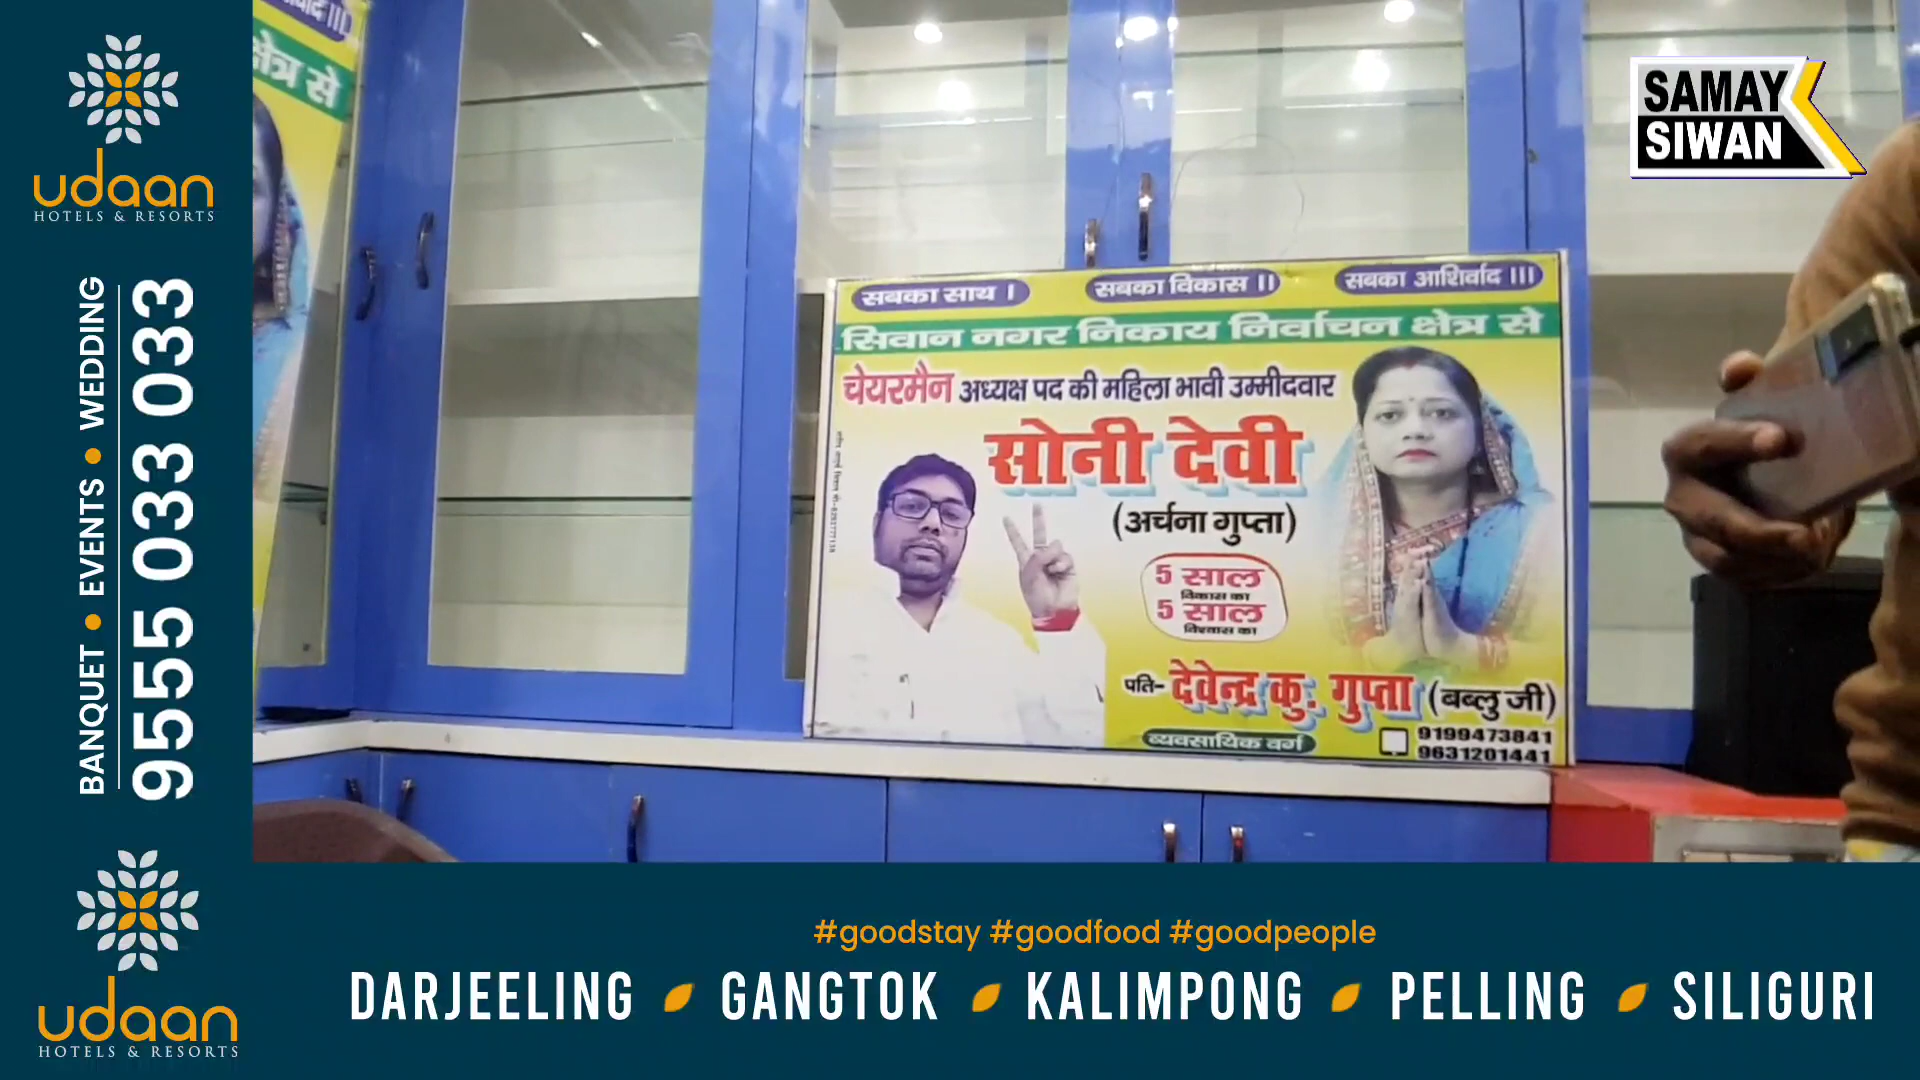 udaan
HOTELS & RESORTS
BANQUET • EVENTS • WEDDING
9555 033 033
udaan
HOTELS & RESORTS
क्षेत्र से
SAMAY
SIWAN
सबका साथ । सबका विकास ।। सबका आशिर्वाद ।।।
सिवान नगर निकाय निर्वाचन क्षेत्र से
चेयरमैन अध्यक्ष पद की महिला भावी उम्मीदवार
सोनी देवी
(अर्चना गुप्ता)
5 साल
विकास का
5 साल
विश्वास का
पति- देवेन्द्र कु. गुप्ता (बब्लु जी)
व्यवसायिक वर्ग
9199473841
9631201441
#goodstay #goodfood #goodpeople
DARJEELING GANGTOK KALIMPONG PELLING SILIGURI